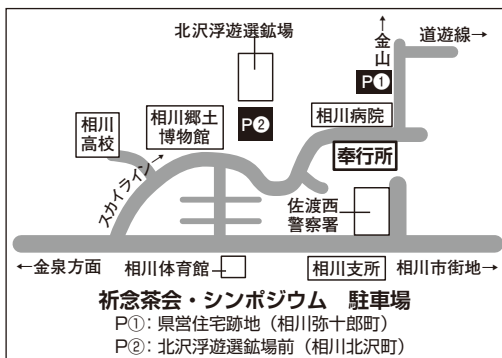 北沢浮遊選鉱場
↑金山
道遊線→
P①
相川高校
相川郷土博物館
P②
相川病院
奉行所
スカイライン→
佐渡西警察署
←金泉方面
相川体育館
相川支所
相川市街地→
祈念茶会・シンポジウム 駐車場
P①：県営住宅跡地（相川弥十郎町）
P②：北沢浮遊選鉱場前（相川北沢町）